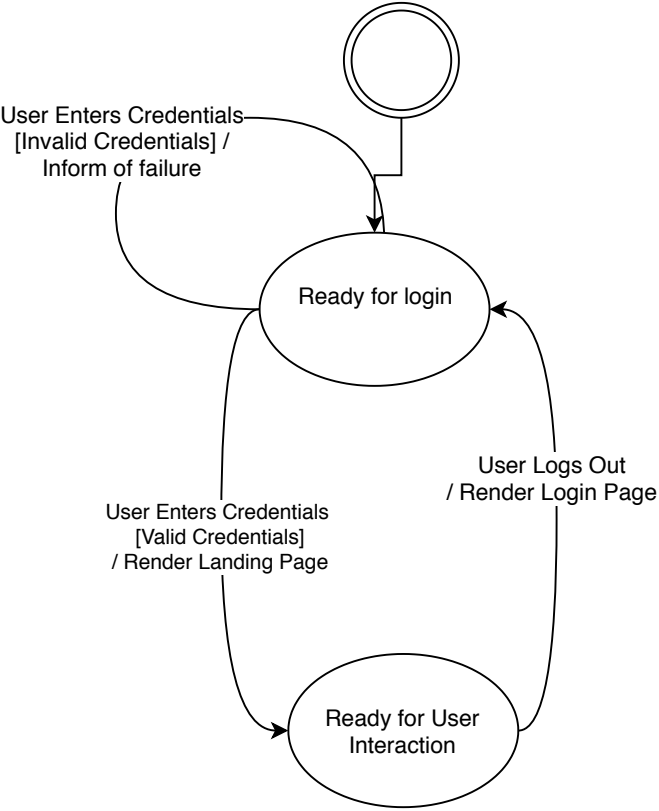 User Enters Credentials
[Invalid Credentials] /
Inform of failure
Ready for login
User Logs Out
/ Render Login Page
User Enters Credentials
[Valid Credentials]
/ Render Landing Page
Ready for User
Interaction